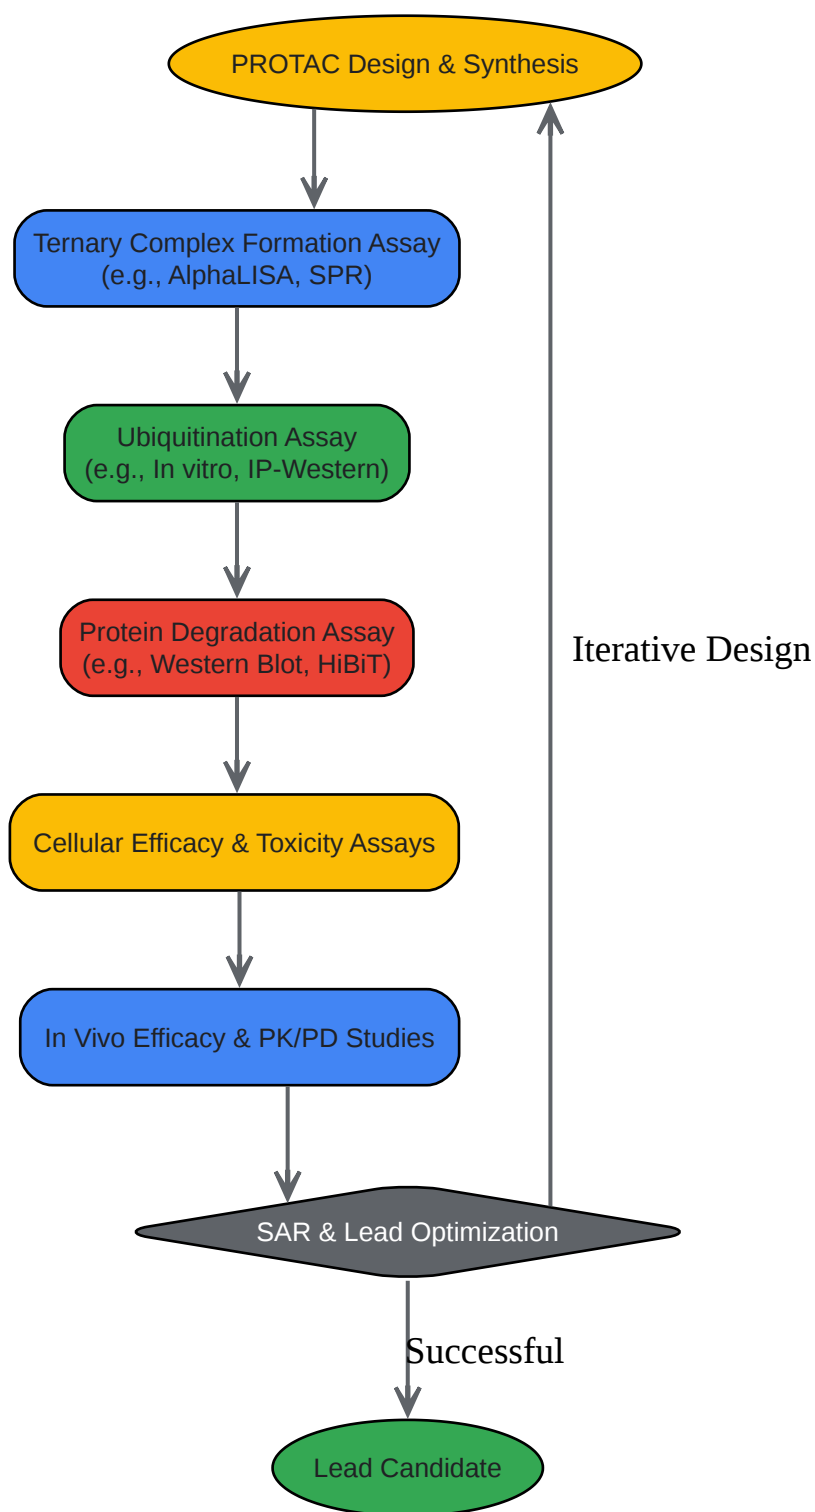 PROTAC Design & Synthesis
Ternary Complex Formation Assay
(e.g., AlphaLISA, SPR)
Ubiquitination Assay
(e.g., In vitro, IP-Western)
Protein Degradation Assay
(e.g., Western Blot, HiBiT)
Iterative Design
Cellular Efficacy & Toxicity Assays
In Vivo Efficacy & PK/PD Studies
SAR & Lead Optimization
Successful
Lead Candidate